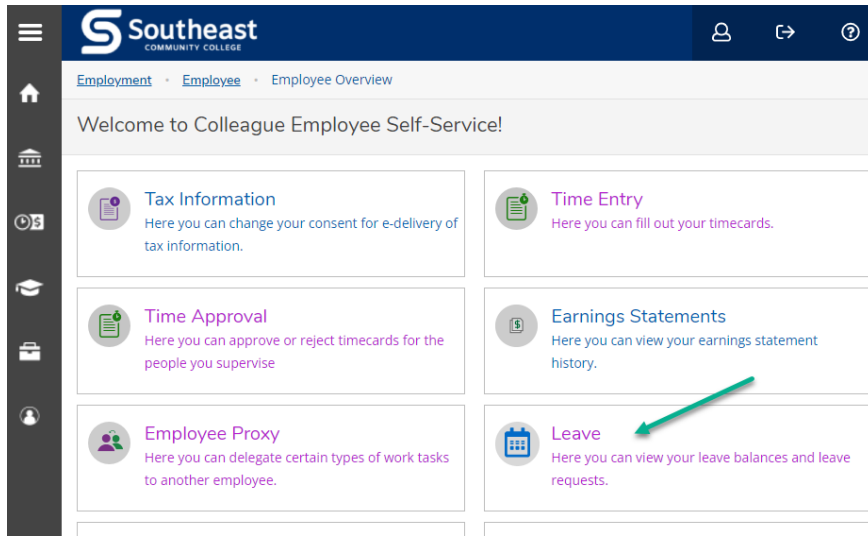 Southeast
COMMUNITY COLLEGE
Employment • Employee • Employee Overview
Welcome to Colleague Employee Self-Service!
Tax Information
Here you can change your consent for e-delivery of
tax information.
Time Entry
Here you can fill out your timecards.
Time Approval
Here you can approve or reject timecards for the
people you supervise
Earnings Statements
Here you can view your earnings statement
history.
Employee Proxy
Here you can delegate certain types of work tasks
to another employee.
Leave
Here you can view your leave balances and leave
requests.